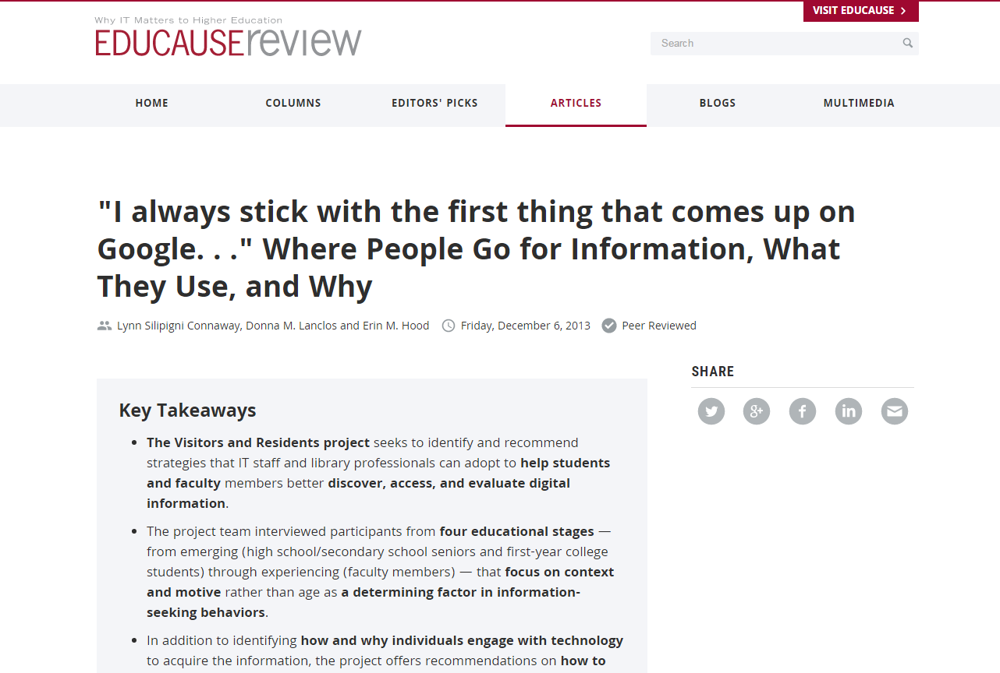 VISIT EDUCAUSE
Why IT Matters to Higher Education
EDUCAUSEreview
Search
HOME COLUMNS EDITORS' PICKS ARTICLES BLOGS MULTIMEDIA
"I always stick with the first thing that comes up on
Google. . ." Where People Go for Information, What
They Use, and Why
Lynn Silipigni Connaway, Donna M. Lanclos and Erin M. Hood Friday, December 6, 2013 Peer Reviewed
SHARE
g+ f in
Key Takeaways
• The Visitors and Residents project seeks to identify and recommend
strategies that IT staff and library professionals can adopt to help students
and faculty members better discover, access, and evaluate digital
information.
• The project team interviewed participants from four educational stages —
from emerging (high school/secondary school seniors and first-year college
students) through experiencing (faculty members) — that focus on context
and motive rather than age as a determining factor in information-
seeking behaviors.
• In addition to identifying how and why individuals engage with technology
to acquire the information, the project offers recommendations on how to